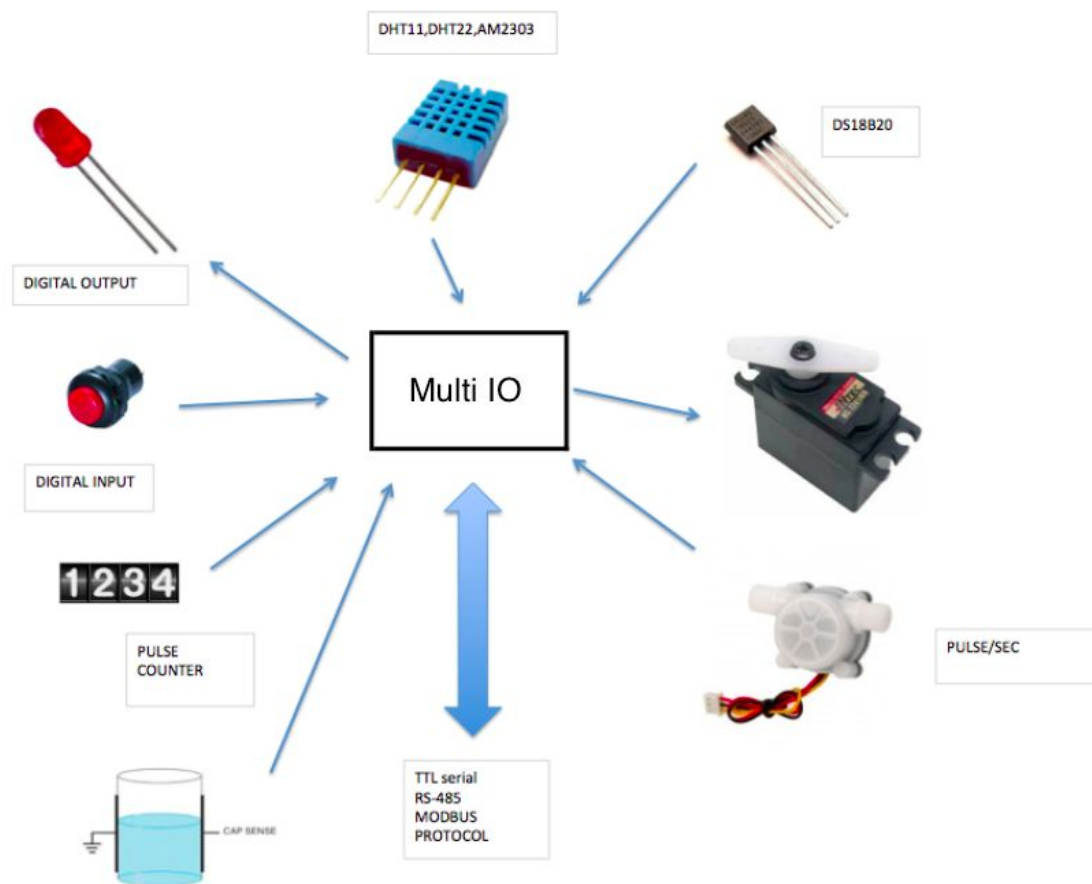 DHT11,DHT22,AM2303
DS18B20
DIGITAL OUTPUT
Multi IO
DIGITAL INPUT
1234
PULSE
COUNTER
PULSE/SEC
TTL serial
RS-485
MODBUS
PROTOCOL
CAP SENSE